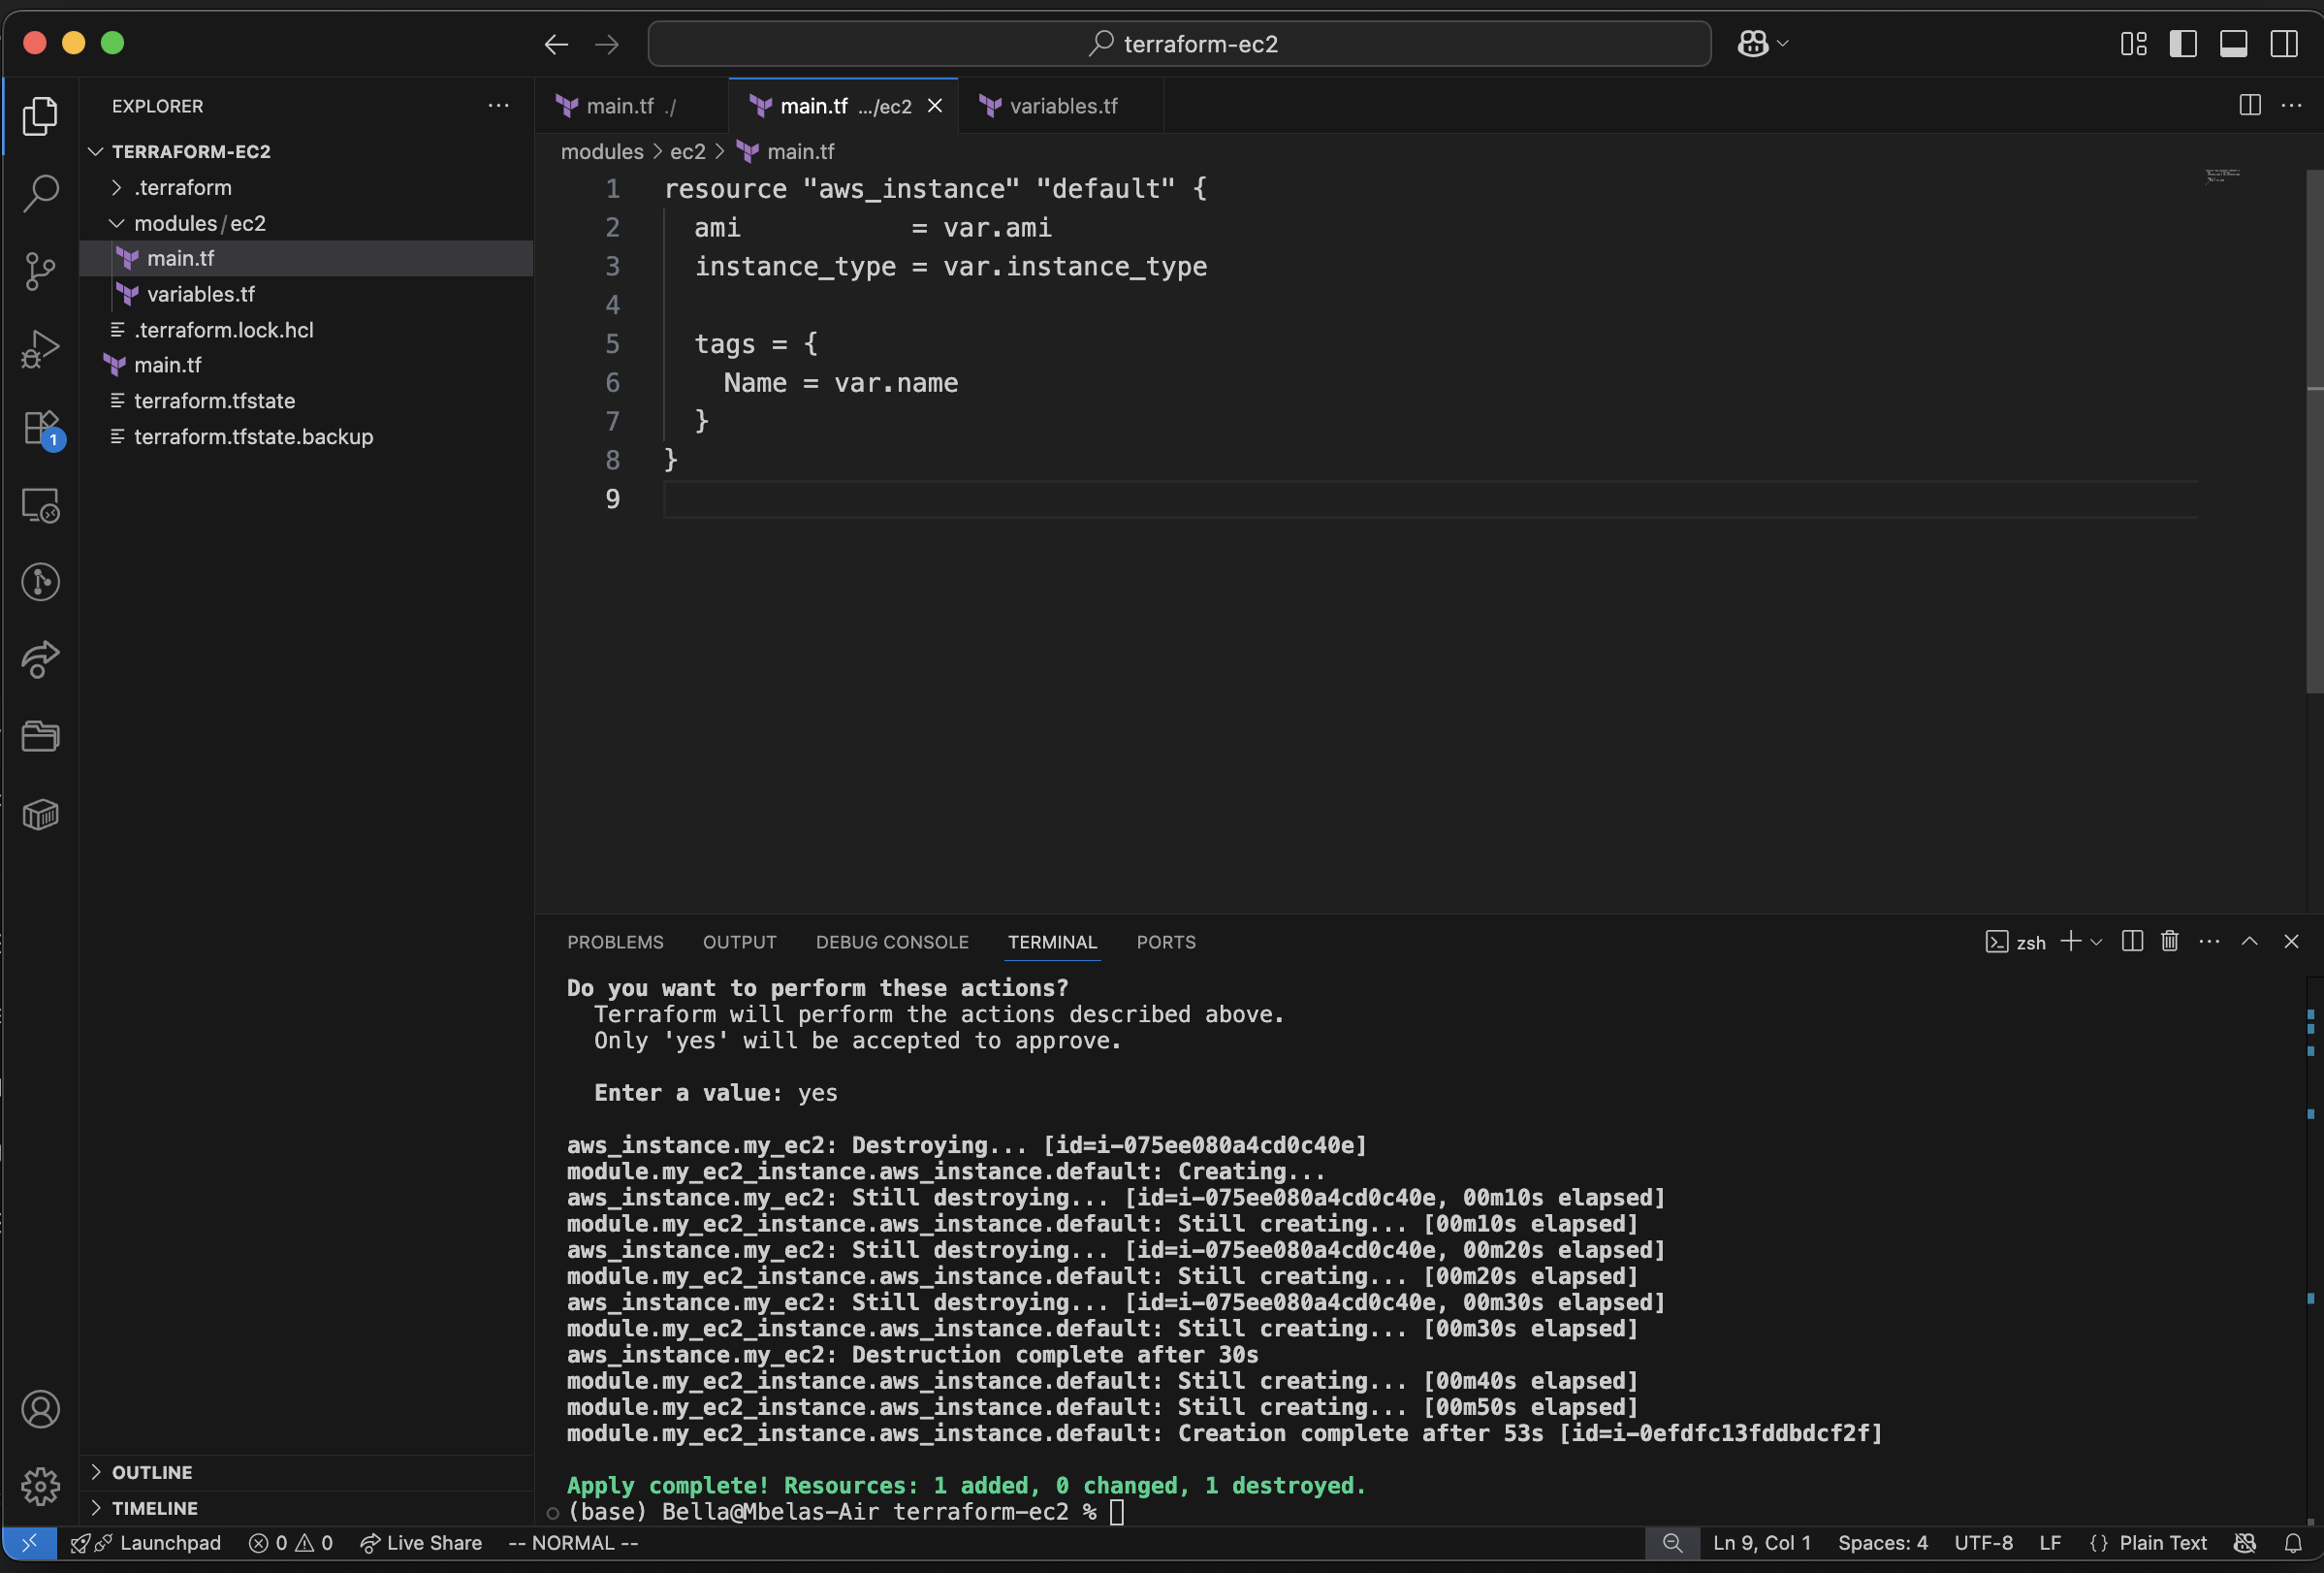 terraform-ec2
EXPLORER
TERRAFORM-EC2
.terraform
modules/ec2
main.tf
variables.tf
.terraform.lock.hcl
main.tf
terraform.tfstate
terraform.tfstate.backup
1
OUTLINE
TIMELINE
main.tf ./
main.tf .../ec2
variables.tf
modules > ec2 > main.tf
1 resource "aws_instance" "default" {
2   ami           = var.ami
3   instance_type = var.instance_type
4
5   tags = {
6     Name = var.name
7   }
8 }
9
PROBLEMS OUTPUT DEBUG CONSOLE TERMINAL PORTS
zsh
Do you want to perform these actions?
  Terraform will perform the actions described above.
  Only 'yes' will be accepted to approve.
  Enter a value: yes
aws_instance.my_ec2: Destroying... [id=i-075ee080a4cd0c40e]
module.my_ec2_instance.aws_instance.default: Creating...
aws_instance.my_ec2: Still destroying... [id=i-075ee080a4cd0c40e, 00m10s elapsed]
module.my_ec2_instance.aws_instance.default: Still creating... [00m10s elapsed]
aws_instance.my_ec2: Still destroying... [id=i-075ee080a4cd0c40e, 00m20s elapsed]
module.my_ec2_instance.aws_instance.default: Still creating... [00m20s elapsed]
aws_instance.my_ec2: Still destroying... [id=i-075ee080a4cd0c40e, 00m30s elapsed]
module.my_ec2_instance.aws_instance.default: Still creating... [00m30s elapsed]
aws_instance.my_ec2: Destruction complete after 30s
module.my_ec2_instance.aws_instance.default: Still creating... [00m40s elapsed]
module.my_ec2_instance.aws_instance.default: Still creating... [00m50s elapsed]
module.my_ec2_instance.aws_instance.default: Creation complete after 53s [id=i-0efdfc13fddbdcf2f]
Apply complete! Resources: 1 added, 0 changed, 1 destroyed.
(base) Bella@Mbelas-Air terraform-ec2 %
Launchpad 0 0 Live Share -- NORMAL -- Ln 9, Col 1 Spaces: 4 UTF-8 LF {} Plain Text